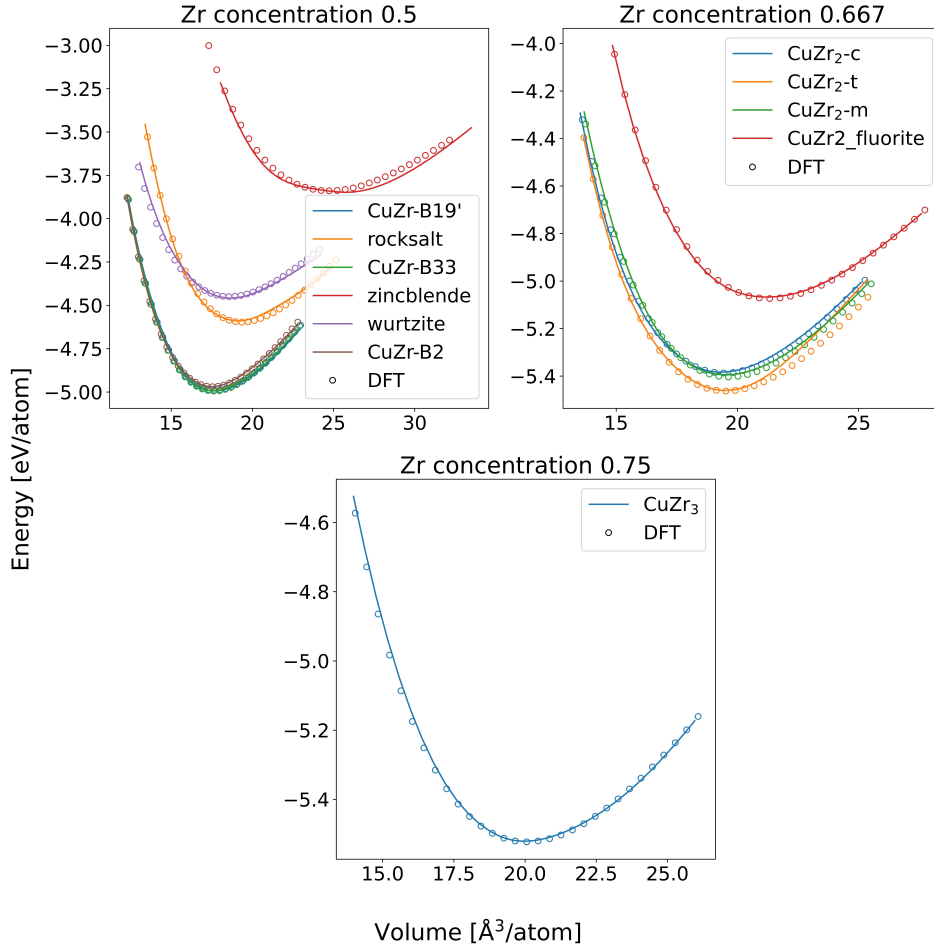 Zr concentration 0.5
−3.00
−3.25
−3.50
−3.75
−4.00
−4.25
−4.50
−4.75
−5.00
15
20
25
30
CuZr-B19'
rocksalt
CuZr-B33
zincblende
wurtzite
CuZr-B2
DFT
Zr concentration 0.667
−4.0
−4.2
−4.4
−4.6
−4.8
−5.0
−5.2
−5.4
15
20
25
CuZr₂-c
CuZr₂-t
CuZr₂-m
CuZr2_fluorite
DFT
Zr concentration 0.75
−4.6
−4.8
−5.0
−5.2
−5.4
15.0
17.5
20.0
22.5
25.0
CuZr₃
DFT
Energy [eV/atom]
Volume [Å³/atom]